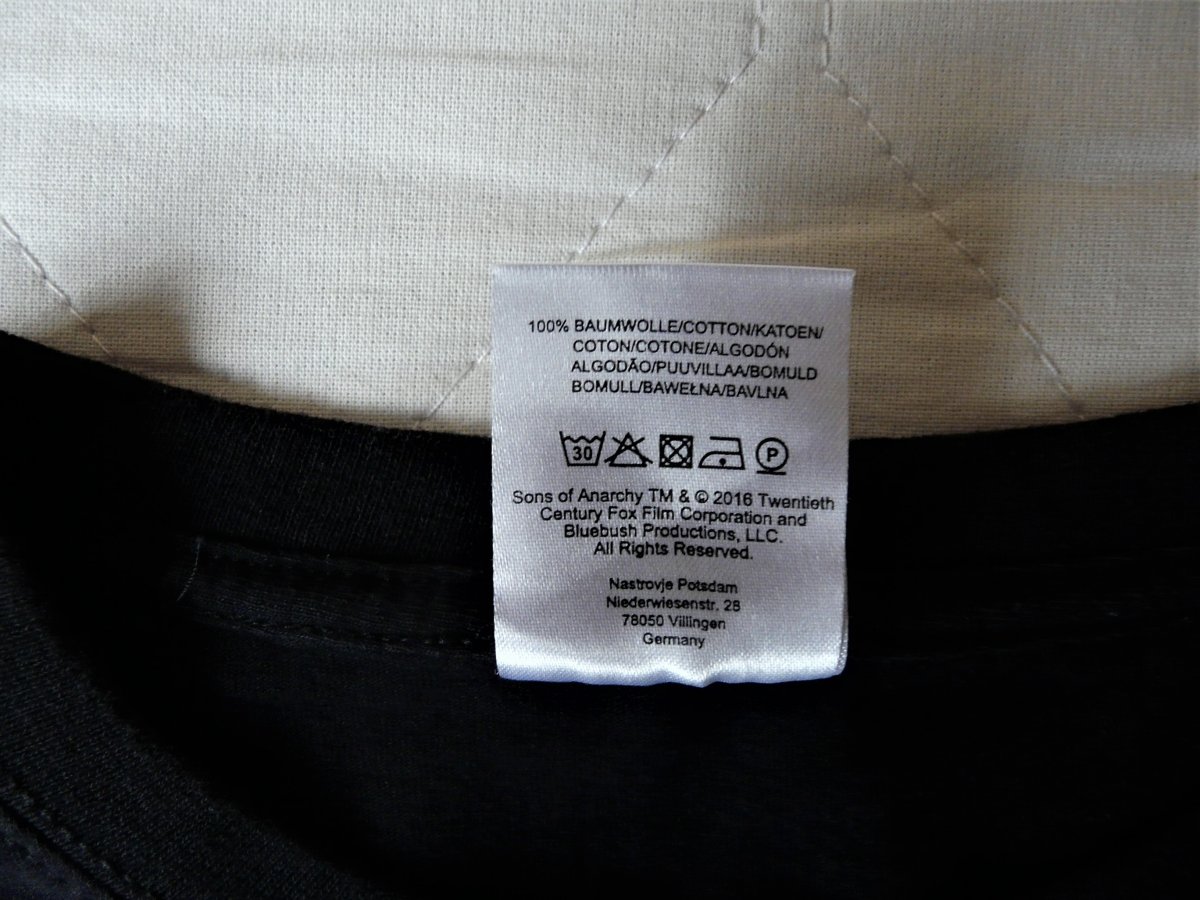 100% BAUMWOLLE/COTTON/KATOEN/
COTON/COTONE/ALGODÓN
ALGODÃO/PUUVILLAA/BOMULD
BOMULL/BAWEŁNA/BAVLNA
30 P
Sons of Anarchy TM & © 2016 Twentieth
Century Fox Film Corporation and
Bluebush Productions, LLC.
All Rights Reserved.
Nastrovje Potsdam
Niederwiesenstr. 28
78050 Villingen
Germany